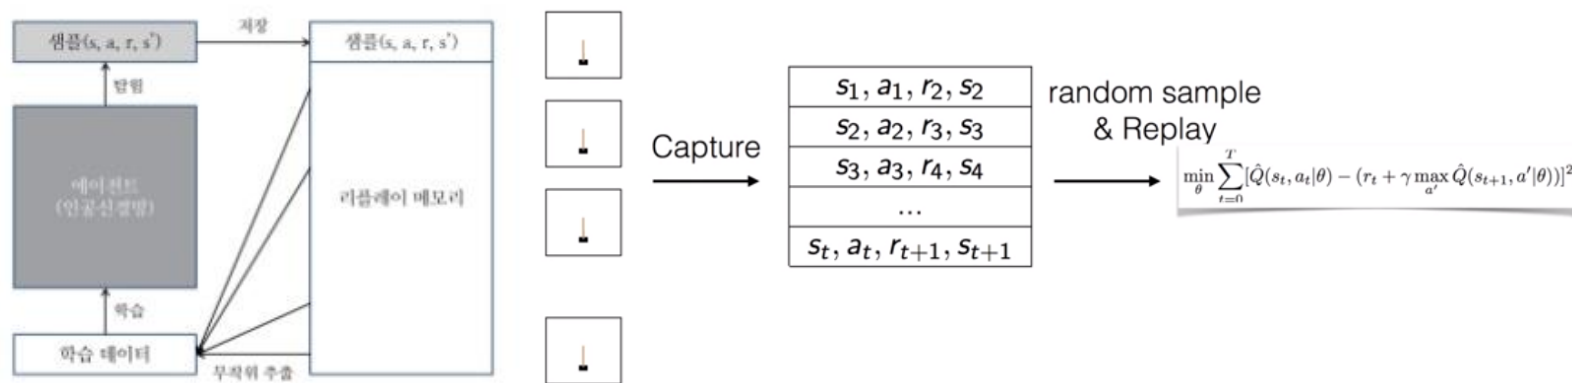 샘플(s, a, r, s')
저장
샘플(s, a, r, s')
탐험
에이전트
(인공신경망)
리플레이 메모리
학습
학습 데이터
무작위 추출
Capture
s₁, a₁, r₂, s₂
s₂, a₂, r₃, s₃
s₃, a₃, r₄, s₄
...
sₜ, aₜ, rₜ₊₁, sₜ₊₁
random sample
& Replay
min_θ ∑_{t=0}^{T} [Q̂(sₜ, aₜ|θ) − (rₜ + γ max_{a'} Q̂(sₜ₊₁, a'|θ))]²